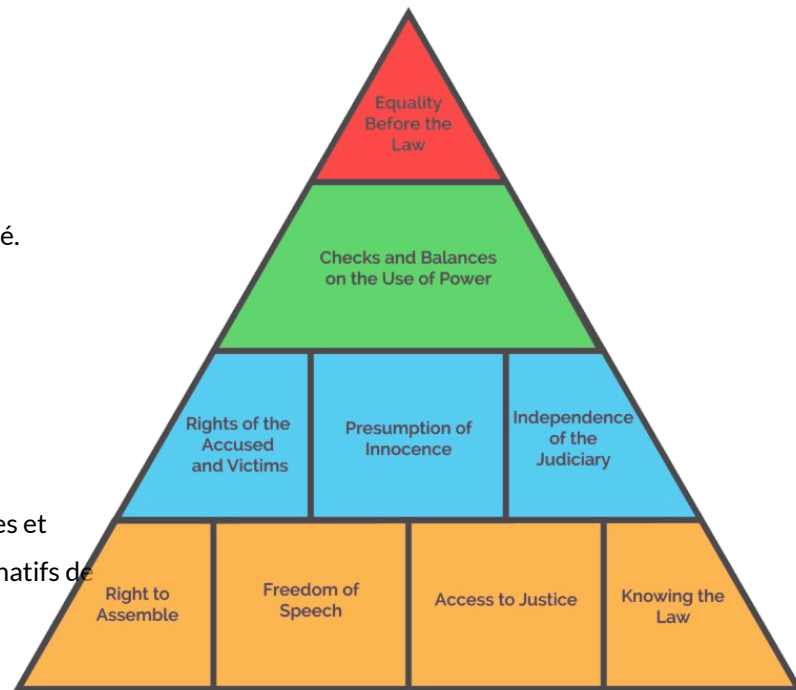 Equality
Before the
Law
é.
Checks and Balances
on the Use of Power
Rights of the
Accused
and Victims
Presumption of
Innocence
Independence
of the
Judiciary
es et
natifs de
Right to
Assemble
Freedom of
Speech
Access to Justice
Knowing the
Law